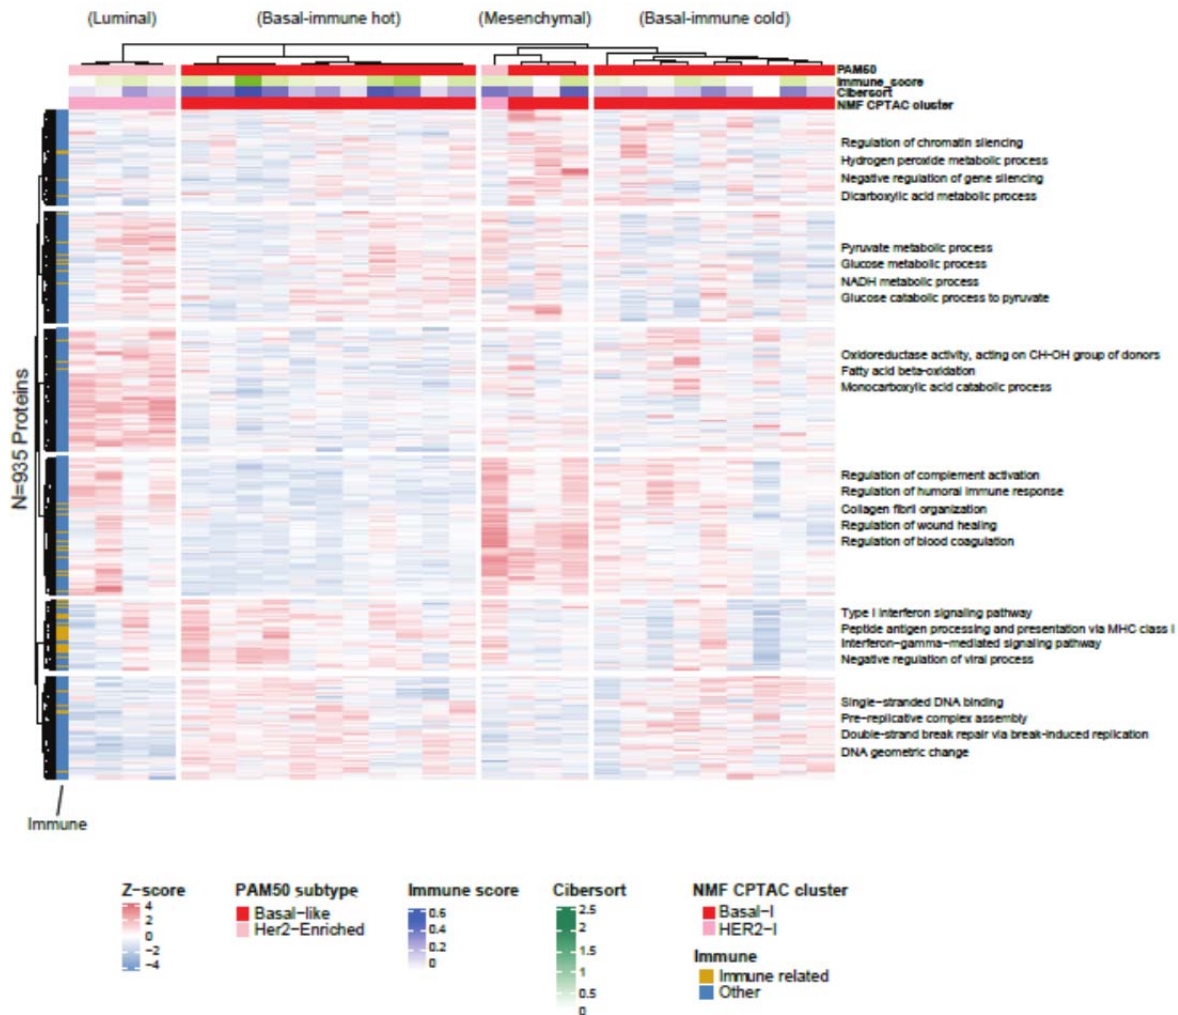 (Luminal) (Basal-immune hot) (Mesenchymal) (Basal-immune cold)
PAM50
Immune_score
Cibersort
NMF CPTAC cluster
Regulation of chromatin silencing
Hydrogen peroxide metabolic process
Negative regulation of gene silencing
Dicarboxylic acid metabolic process
Pyruvate metabolic process
Glucose metabolic process
NADH metabolic process
Glucose catabolic process to pyruvate
Oxidoreductase activity, acting on CH-OH group of donors
Fatty acid beta-oxidation
Monocarboxylic acid catabolic process
N=935 Proteins
Regulation of complement activation
Regulation of humoral immune response
Collagen fibril organization
Regulation of wound healing
Regulation of blood coagulation
Type I interferon signaling pathway
Peptide antigen processing and presentation via MHC class I
Interferon-gamma-mediated signaling pathway
Negative regulation of viral process
Single-stranded DNA binding
Pre-replicative complex assembly
Double-strand break repair via break-induced replication
DNA geometric change
Immune
Z-score
4
2
0
-2
-4
PAM50 subtype
Basal-like
Her2-Enriched
Immune score
0.6
0.4
0.2
0
Cibersort
2.5
2
1.5
1
0.5
0
NMF CPTAC cluster
Basal-I
HER2-I
Immune
Immune related
Other